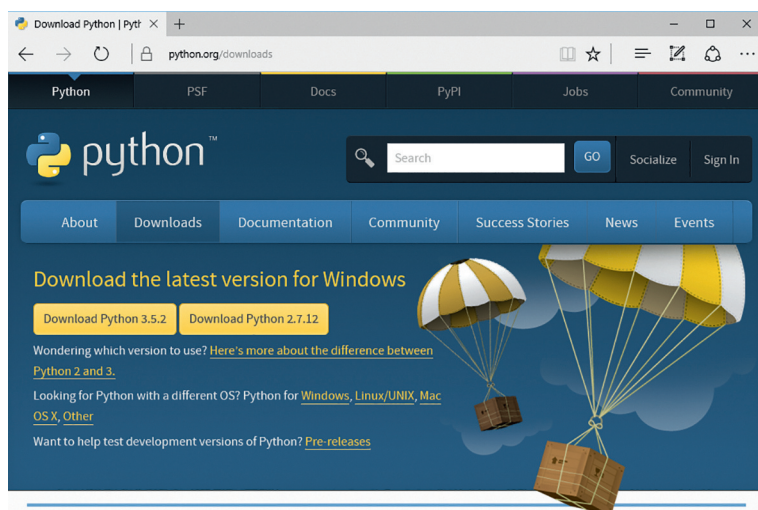 Download Python | Pyth
python.org/downloads
Python PSF Docs PyPI Jobs Community
python™
Search GO Socialize Sign In
About Downloads Documentation Community Success Stories News Events
Download the latest version for Windows
Download Python 3.5.2 Download Python 2.7.12
Wondering which version to use? Here's more about the difference between
Python 2 and 3.
Looking for Python with a different OS? Python for Windows, Linux/UNIX, Mac
OS X, Other
Want to help test development versions of Python? Pre-releases